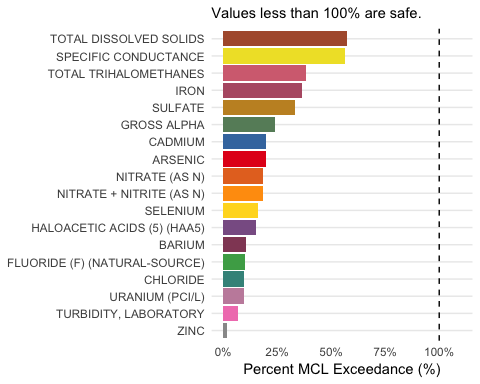 Values less than 100% are safe.
TOTAL DISSOLVED SOLIDS
SPECIFIC CONDUCTANCE
TOTAL TRIHALOMETHANES
IRON
SULFATE
GROSS ALPHA
CADMIUM
ARSENIC
NITRATE (AS N)
NITRATE + NITRITE (AS N)
SELENIUM
HALOACETIC ACIDS (5) (HAA5)
BARIUM
FLUORIDE (F) (NATURAL-SOURCE)
CHLORIDE
URANIUM (PCI/L)
TURBIDITY, LABORATORY
ZINC
0% 25% 50% 75% 100%
Percent MCL Exceedance (%)